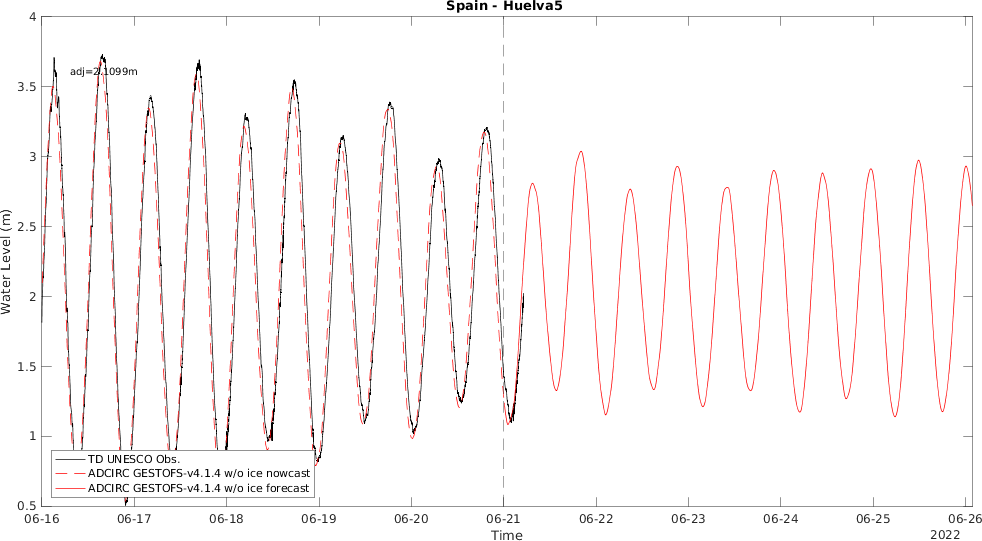 Spain - Huelva5
adj=2.1099m
4
3.5
3
2.5
2
1.5
1
0.5
Water Level (m)
TD UNESCO Obs.
ADCIRC GESTOFS-v4.1.4 w/o ice nowcast
ADCIRC GESTOFS-v4.1.4 w/o ice forecast
06-16 06-17 06-18 06-19 06-20 06-21 06-22 06-23 06-24 06-25 06-26
Time
2022